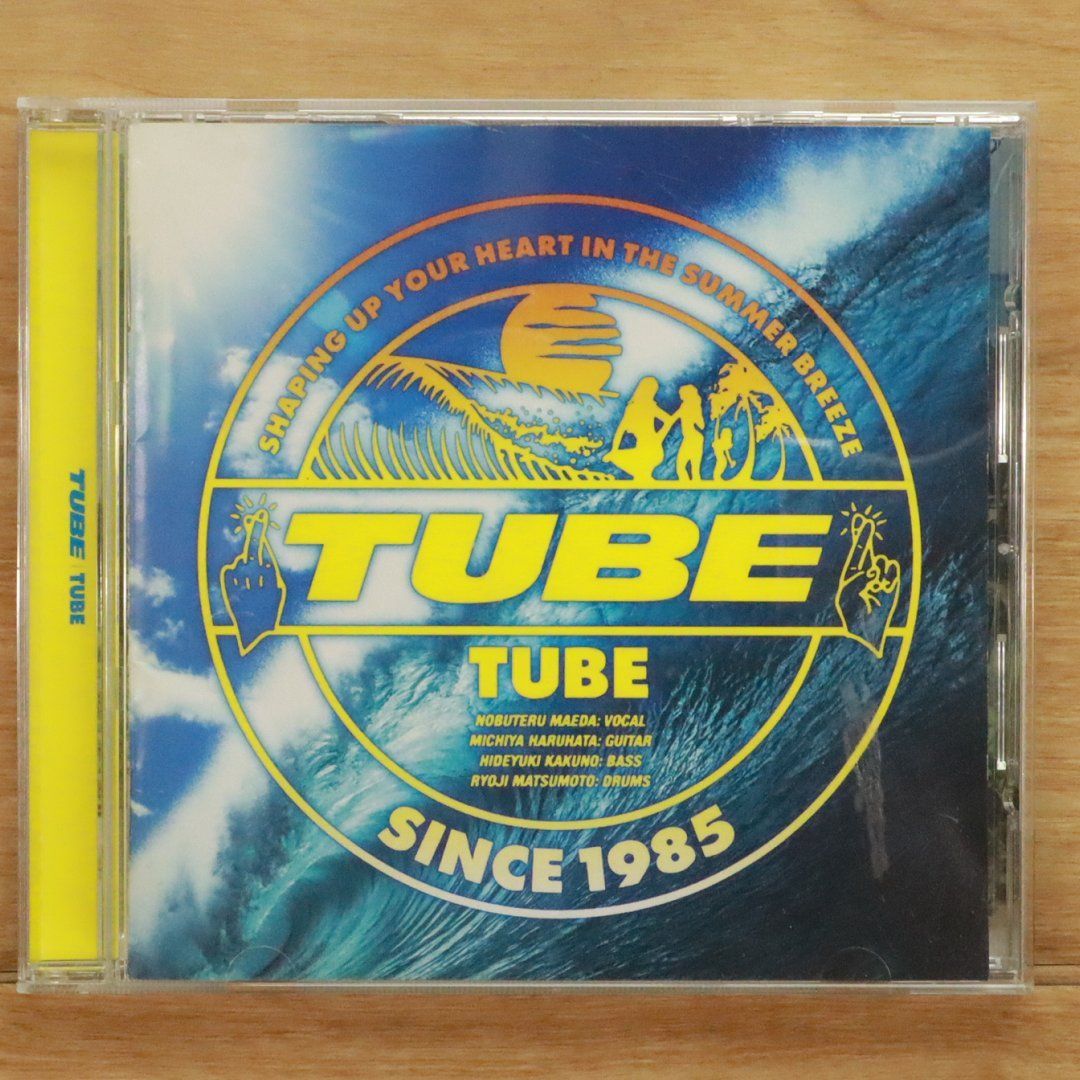 SHAPING UP YOUR HEART IN THE SUMMER BREEZE
TUBE
TUBE
NOBUTERU MAEDA: VOCAL
MICHIYA HARUHATA: GUITAR
HIDEYUKI KAKUNO: BASS
RYOJI MATSUMOTO: DRUMS
SINCE 1985
TUBE | TUBE